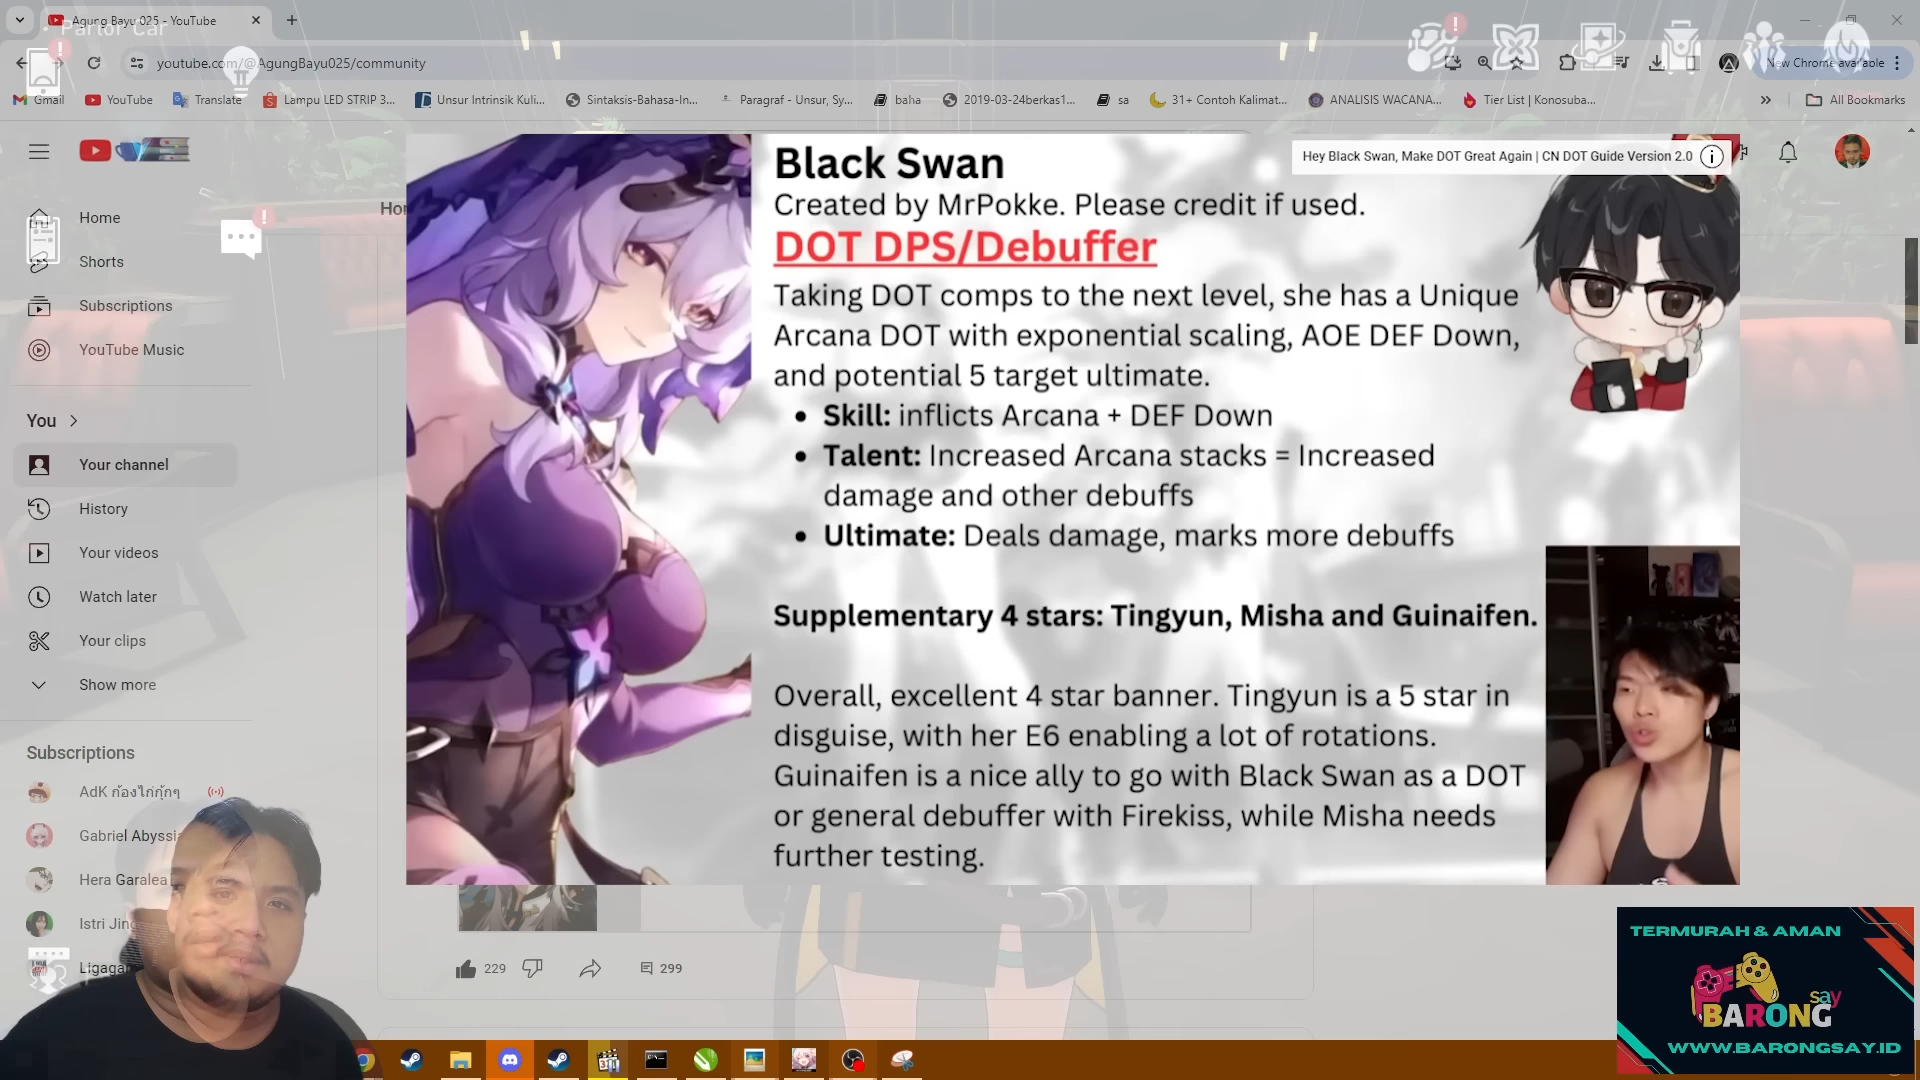 Agung Bayu 025 - YouTube
Parlor Car
youtube.com/@AgungBayu025/community
New Chrome available
Gmail
YouTube
Translate
Lampu LED STRIP 3...
Unsur Intrinsik Kuli...
Sintaksis-Bahasa-In...
Paragraf - Unsur, Sy...
baha
2019-03-24berkas1...
sa
31+ Contoh Kalimat...
ANALISIS WACANA...
Tier List | Konosuba...
All Bookmarks
Home
Shorts
Subscriptions
YouTube Music
You
Your channel
History
Your videos
Watch later
Your clips
Show more
Subscriptions
AdK ก้องไก่กุ้กๆ
Gabriel Abyssia
Hera Garalea
Istri Jing
Ligagar
Hey Black Swan, Make DOT Great Again | CN DOT Guide Version 2.0
Black Swan
Created by MrPokke. Please credit if used.
DOT DPS/Debuffer
Taking DOT comps to the next level, she has a Unique
Arcana DOT with exponential scaling, AOE DEF Down,
and potential 5 target ultimate.
• Skill: inflicts Arcana + DEF Down
• Talent: Increased Arcana stacks = Increased
damage and other debuffs
• Ultimate: Deals damage, marks more debuffs
Supplementary 4 stars: Tingyun, Misha and Guinaifen.
Overall, excellent 4 star banner. Tingyun is a 5 star in
disguise, with her E6 enabling a lot of rotations.
Guinaifen is a nice ally to go with Black Swan as a DOT
or general debuffer with Firekiss, while Misha needs
further testing.
229
299
TERMURAH & AMAN
BARONG say
WWW.BARONGSAY.ID